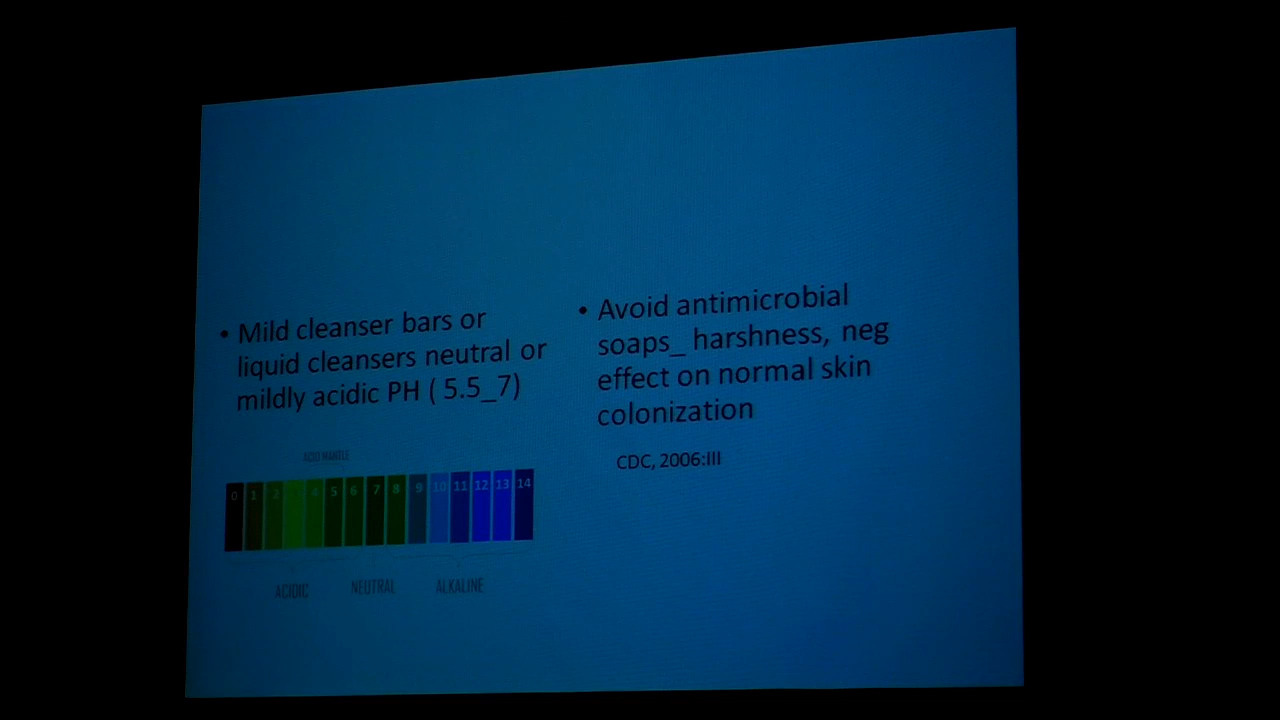 • Mild cleanser bars or
liquid cleansers neutral or
mildly acidic PH ( 5.5_7)
ACID MANTLE
0 1 2 3 4 5 6 7 8 9 10 11 12 13 14
ACIDIC NEUTRAL ALKALINE
• Avoid antimicrobial
soaps_ harshness, neg
effect on normal skin
colonization
CDC, 2006:III